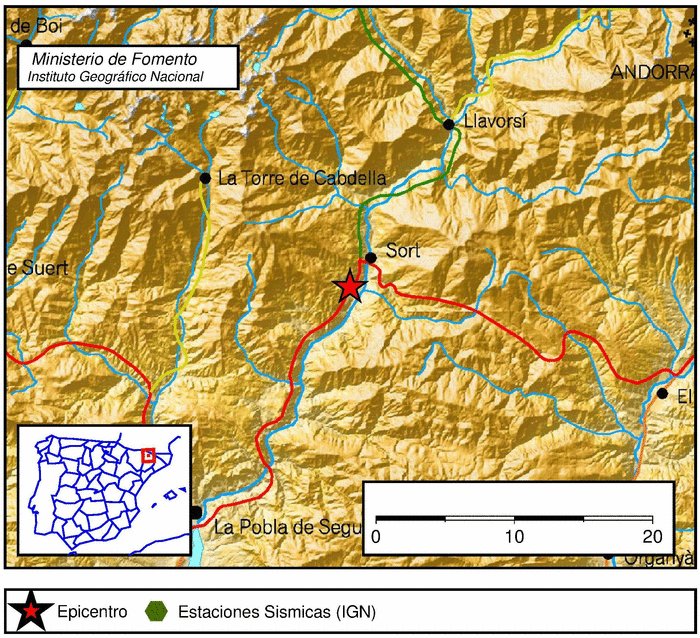 de Boi
Ministerio de Fomento
Instituto Geográfico Nacional
ANDORR
Llavorsí
La Torre de Cabdella
Sort
e Suert
El
La Pobla de Segu
0 10 20
Organyà
Epicentro
Estaciones Sismicas (IGN)